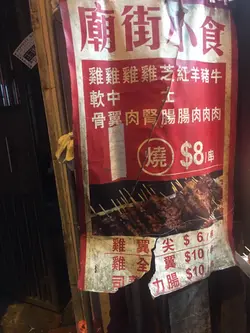 廟街小食
雞雞雞雞芝紅羊豬牛
軟中士
骨翼肉腎腸腸肉肉肉
燒 $8/串
雞翼尖 $6
雞全翼 $10
力腸 $10